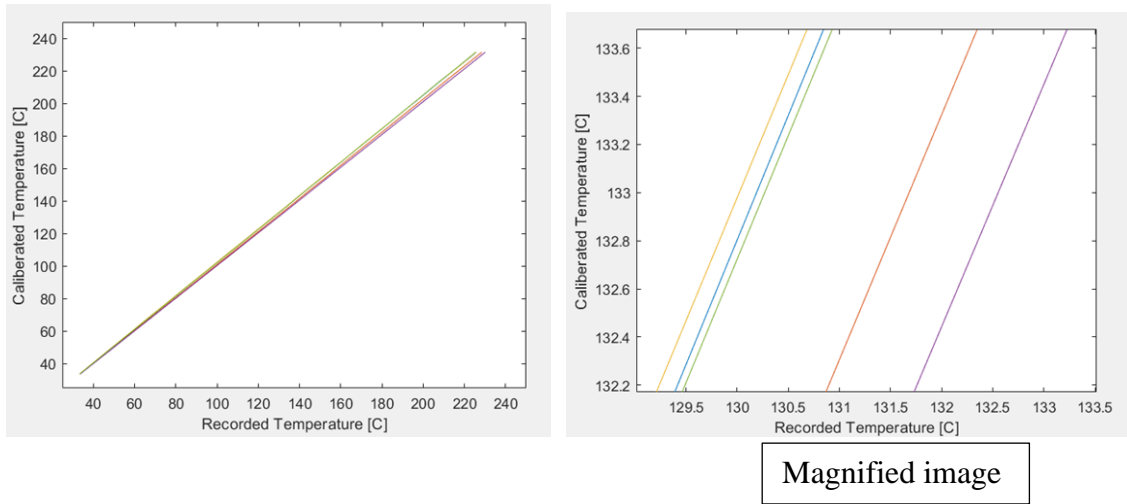 240
220
200
180
160
140
120
100
80
60
40
Caliberated Temperature [C]
40 60 80 100 120 140 160 180 200 220 240
Recorded Temperature [C]
133.6
133.4
133.2
133
132.8
132.6
132.4
132.2
Caliberated Temperature [C]
129.5 130 130.5 131 131.5 132 132.5 133 133.5
Recorded Temperature [C]
Magnified image